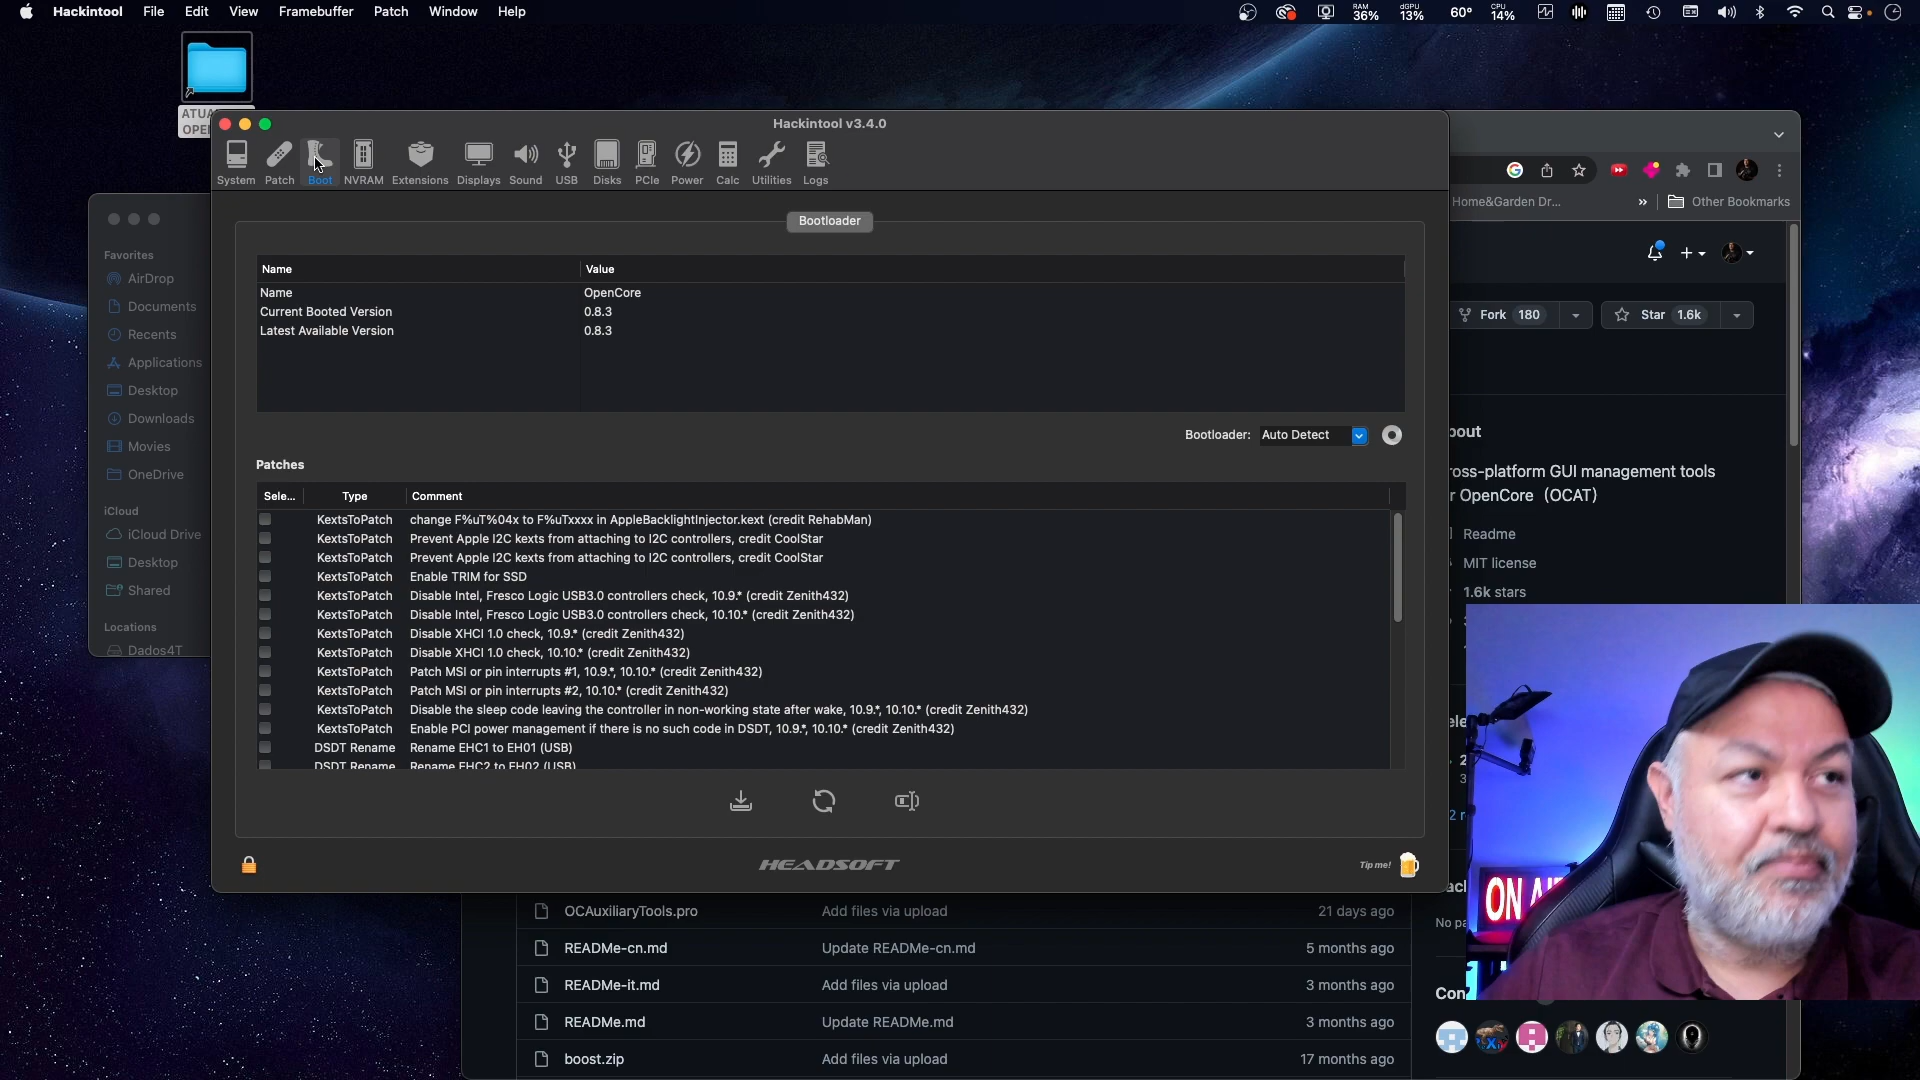 Hackintool File Edit View Framebuffer Patch Window Help
RAM 36% dGPU 13% 60° CPU 14%
Hackintool v3.4.0
System Patch Boot NVRAM Extensions Displays Sound USB Disks PCIe Power Calc Utilities Logs
Bootloader
Name Value
Name OpenCore
Current Booted Version 0.8.3
Latest Available Version 0.8.3
Bootloader: Auto Detect
Patches
Sele... Type Comment
KextsToPatch change F%uT%04x to F%uTxxxx in AppleBacklightInjector.kext (credit RehabMan)
KextsToPatch Prevent Apple I2C kexts from attaching to I2C controllers, credit CoolStar
KextsToPatch Prevent Apple I2C kexts from attaching to I2C controllers, credit CoolStar
KextsToPatch Enable TRIM for SSD
KextsToPatch Disable Intel, Fresco Logic USB3.0 controllers check, 10.9.* (credit Zenith432)
KextsToPatch Disable Intel, Fresco Logic USB3.0 controllers check, 10.10.* (credit Zenith432)
KextsToPatch Disable XHCI 1.0 check, 10.9.* (credit Zenith432)
KextsToPatch Disable XHCI 1.0 check, 10.10.* (credit Zenith432)
KextsToPatch Patch MSI or pin interrupts #1, 10.9.*, 10.10.* (credit Zenith432)
KextsToPatch Patch MSI or pin interrupts #2, 10.10.* (credit Zenith432)
KextsToPatch Disable the sleep code leaving the controller in non-working state after wake, 10.9.*, 10.10.* (credit Zenith432)
KextsToPatch Enable PCI power management if there is no such code in DSDT, 10.9.*, 10.10.* (credit Zenith432)
DSDT Rename Rename EHC1 to EH01 (USB)
DSDT Rename Rename EHC2 to EH02 (USB)
HEADSOFT
Tip me!
ATUA
OPE
Favorites
AirDrop
Documents
Recents
Applications
Desktop
Downloads
Movies
OneDrive
iCloud
iCloud Drive
Desktop
Shared
Locations
Dados4T
Home&Garden Dr...
» Other Bookmarks
Fork 180 Star 1.6k
bout
ross-platform GUI management tools
r OpenCore (OCAT)
Readme
MIT license
1.6k stars
ele
2 r
ack
No pa
Con
OCAuxiliaryTools.pro Add files via upload 21 days ago
READMe-cn.md Update READMe-cn.md 5 months ago
READMe-it.md Add files via upload 3 months ago
READMe.md Update READMe.md 3 months ago
boost.zip Add files via upload 17 months ago
ON AI